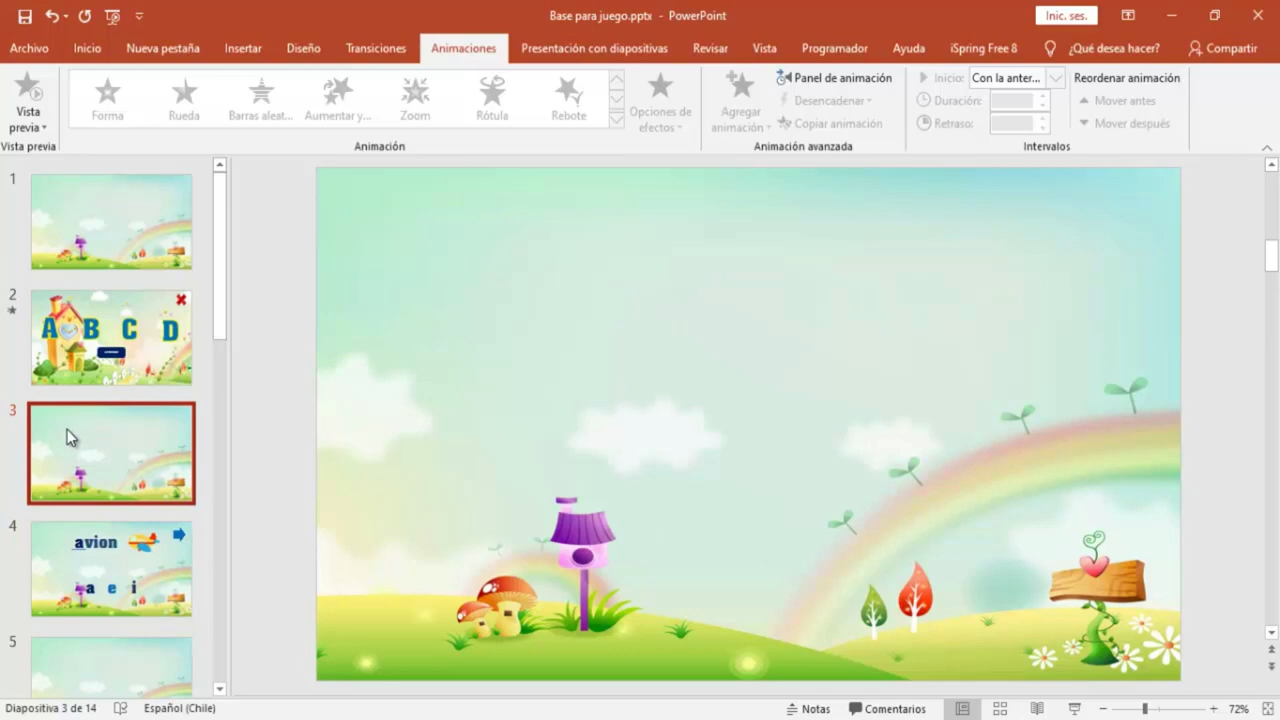 Base para juego.pptx - PowerPoint
Inic. ses.
Archivo Inicio Nueva pestaña Insertar Diseño Transiciones Animaciones Presentación con diapositivas Revisar Vista Programador Ayuda iSpring Free 8 ¿Qué desea hacer? Compartir
Vista previa
Forma Rueda Barras aleat... Aumentar y... Zoom Rótula Rebote
Opciones de efectos
Agregar animación
Panel de animación
Desencadenar
Copiar animación
Inicio: Con la anter...
Duración:
Retraso:
Reordenar animación
Mover antes
Mover después
Vista previa Animación Animación avanzada Intervalos
1
2
A B C D
3
4
avion
a e i
5
Diapositiva 3 de 14 Español (Chile) Notas Comentarios 72%